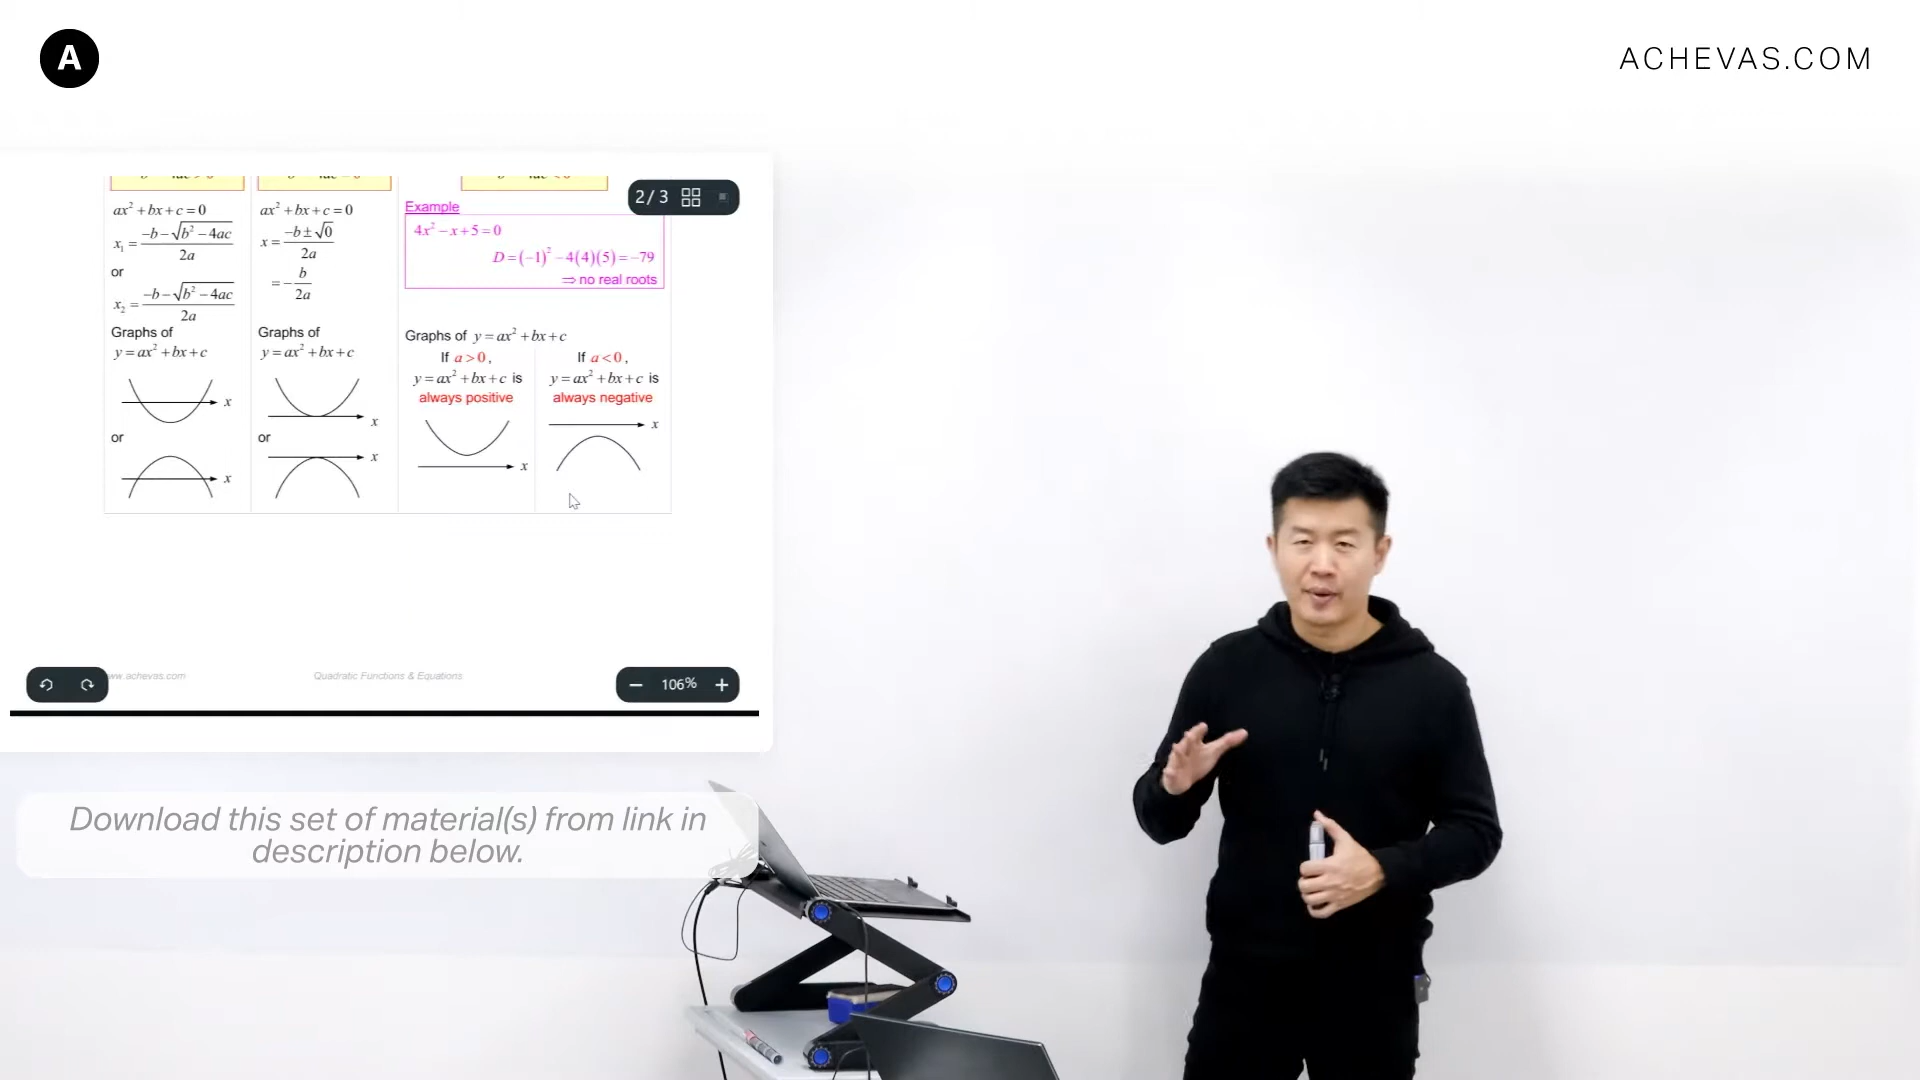 A
ACHEVAS.COM
2/3
ax² + bx + c = 0
x₁ = (-b - √(b² - 4ac)) / 2a
or
x₂ = (-b - √(b² - 4ac)) / 2a
Graphs of
y = ax² + bx + c
x
or
x
ax² + bx + c = 0
x = (-b ± √0) / 2a
= - b / 2a
Graphs of
y = ax² + bx + c
x
or
x
Example
4x² - x + 5 = 0
D = (-1)² - 4(4)(5) = -79
⇒ no real roots
Graphs of y = ax² + bx + c
If a > 0,
y = ax² + bx + c is
always positive
x
If a < 0,
y = ax² + bx + c is
always negative
x
ww.achevas.com
Quadratic Functions & Equations
106%
Download this set of material(s) from link in
description below.